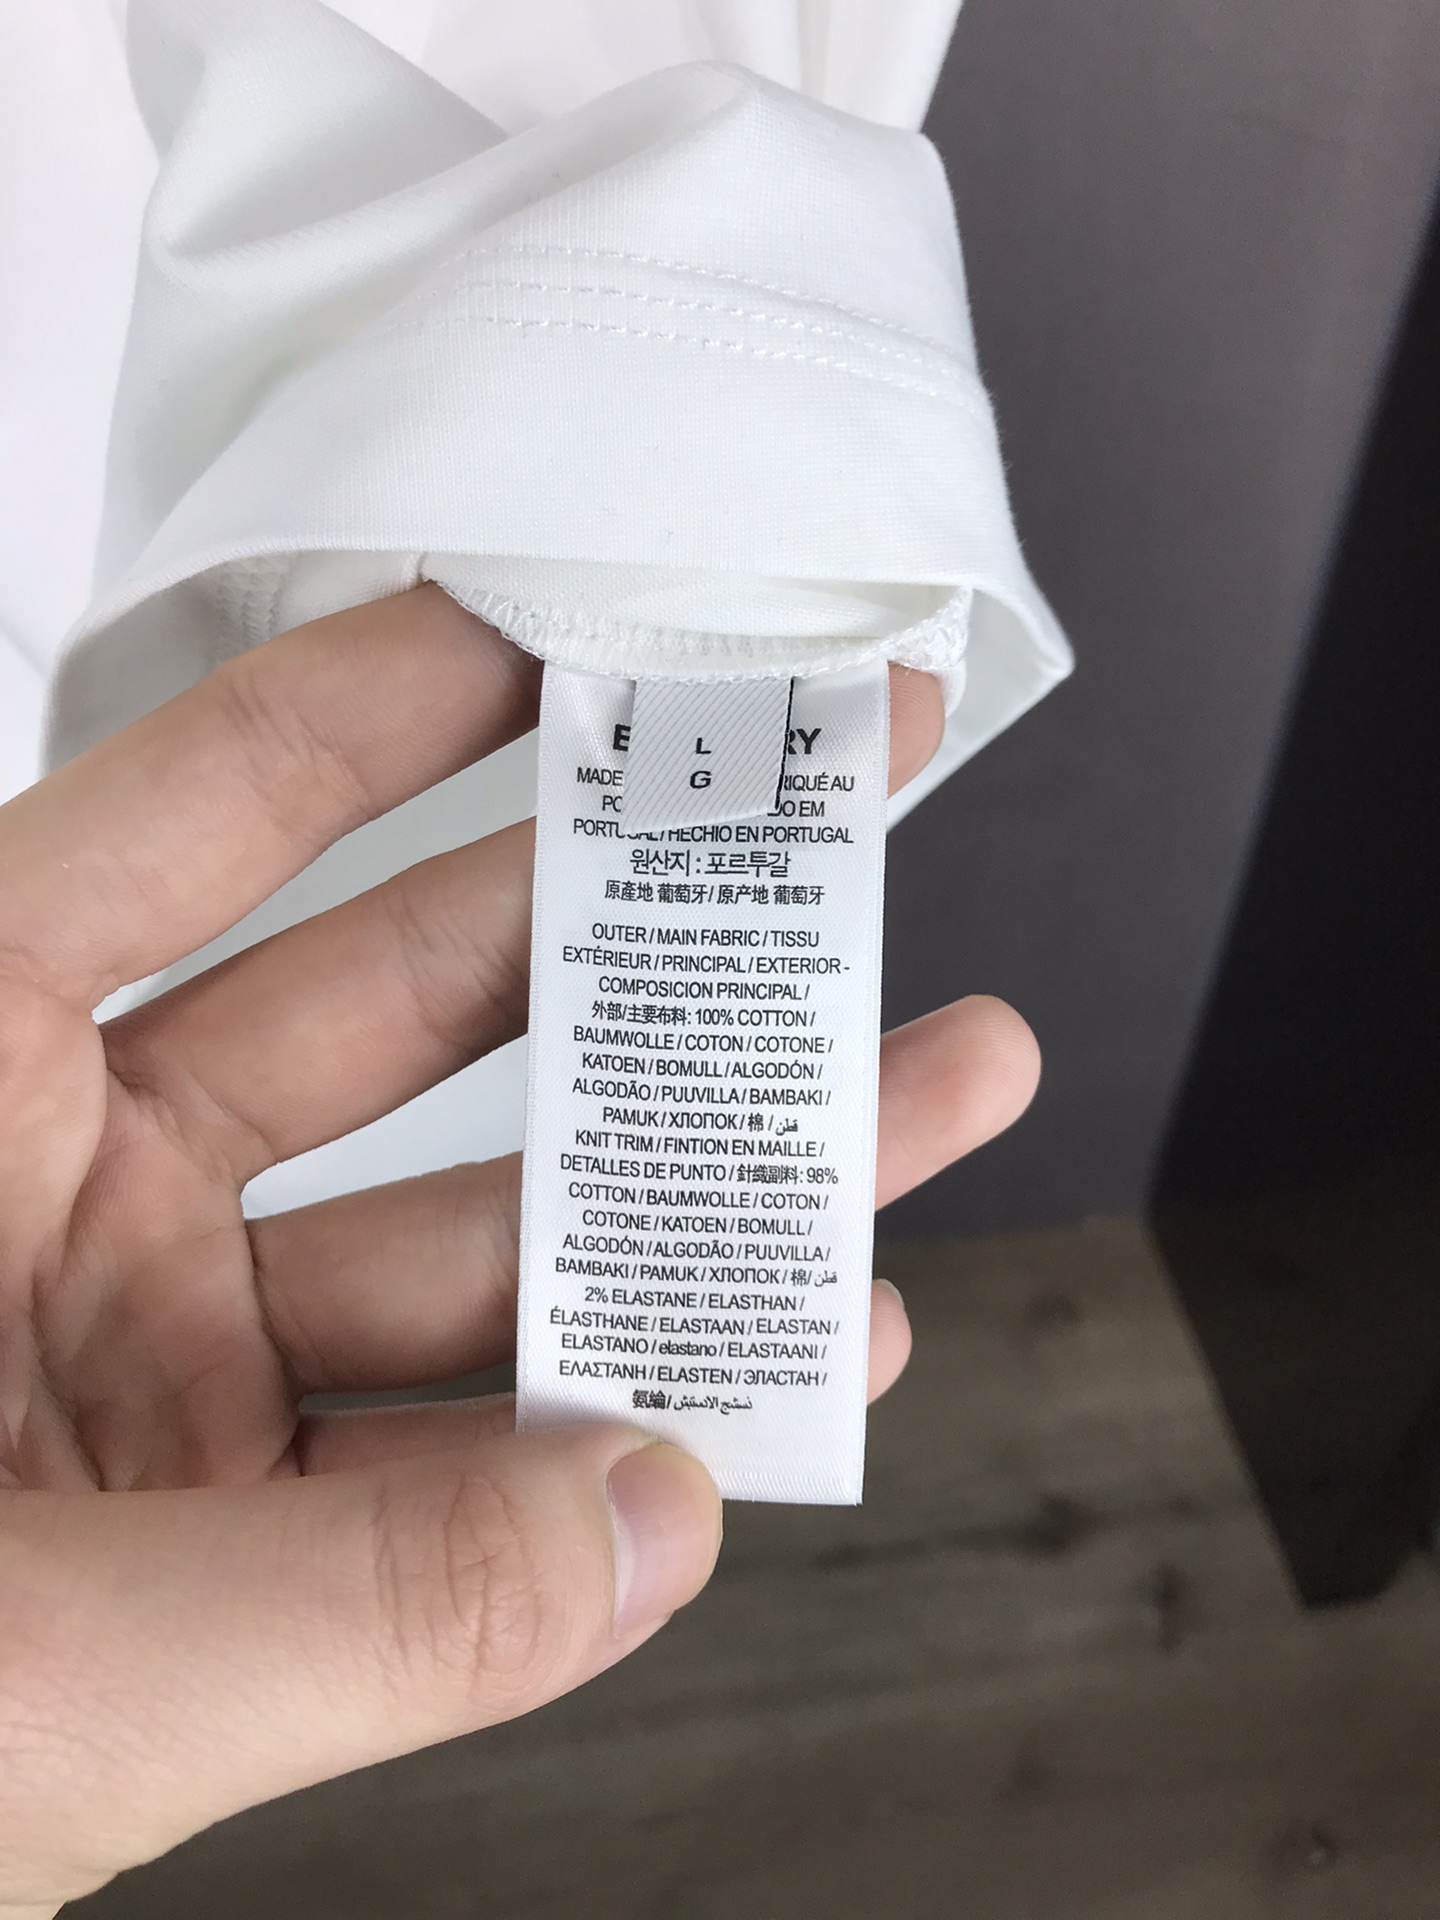 L
G
MADE
RIQUÉ AU
DO EM
PORTUGAL / HECHIO EN PORTUGAL
원산지 : 포르투갈
原產地 葡萄牙 / 原产地 葡萄牙
OUTER / MAIN FABRIC / TISSU
EXTÉRIEUR / PRINCIPAL / EXTERIOR -
COMPOSICION PRINCIPAL /
外部/主要布料: 100% COTTON /
BAUMWOLLE / COTON / COTONE /
KATOEN / BOMULL / ALGODÓN /
ALGODÃO / PUUVILLA / BAMBAKI /
PAMUK / ХЛОПОК / 棉 / قطن
KNIT TRIM / FINTION EN MAILLE /
DETALLES DE PUNTO / 針織副料: 98%
COTTON / BAUMWOLLE / COTON /
COTONE / KATOEN / BOMULL /
ALGODÓN / ALGODÃO / PUUVILLA /
BAMBAKI / PAMUK / ХЛОПОК / 棉/ قطن
2% ELASTANE / ELASTHAN /
ÉLASTHANE / ELASTAAN / ELASTAN /
ELASTANO / elastano / ELASTAANI /
ΕΛΑΣΤΑΝΗ / ELASTEN / ЭЛАСТАН /
氨綸/